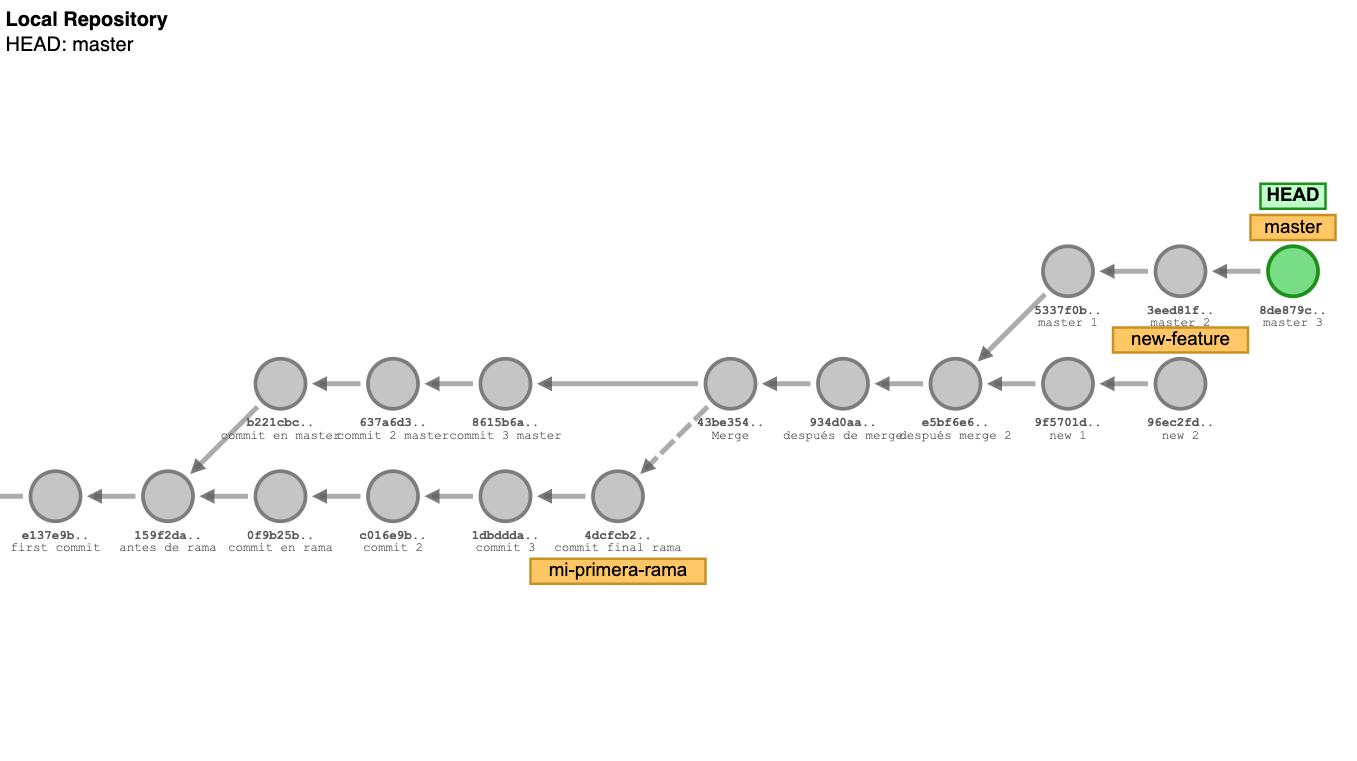 Local Repository
HEAD: master
HEAD
master
5337f0b..
master 1
3eed81f..
master 2
8de879c..
master 3
new-feature
b221cbc..
commit en master
637a6d3..
commit 2 master
8615b6a..
commit 3 master
43be354..
Merge
934d0aa..
después de merge
e5bf6e6..
después merge 2
9f5701d..
new 1
96ec2fd..
new 2
e137e9b..
first commit
159f2da..
antes de rama
0f9b25b..
commit en rama
c016e9b..
commit 2
1dbddda..
commit 3
4dcfcb2..
commit final rama
mi-primera-rama